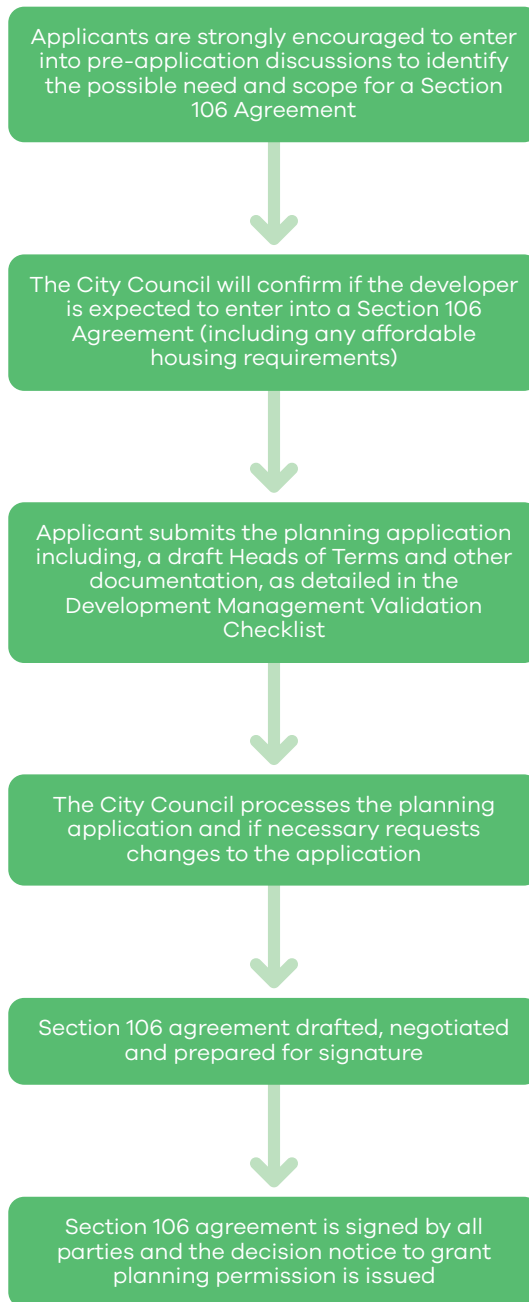 Applicants are strongly encouraged to enter
into pre-application discussions to identify
the possible need and scope for a Section
106 Agreement
The City Council will confirm if the developer
is expected to enter into a Section 106
Agreement (including any affordable
housing requirements)
Applicant submits the planning application
including, a draft Heads of Terms and other
documentation, as detailed in the
Development Management Validation
Checklist
The City Council processes the planning
application and if necessary requests
changes to the application
Section 106 agreement drafted, negotiated
and prepared for signature
Section 106 agreement is signed by all
parties and the decision notice to grant
planning permission is issued